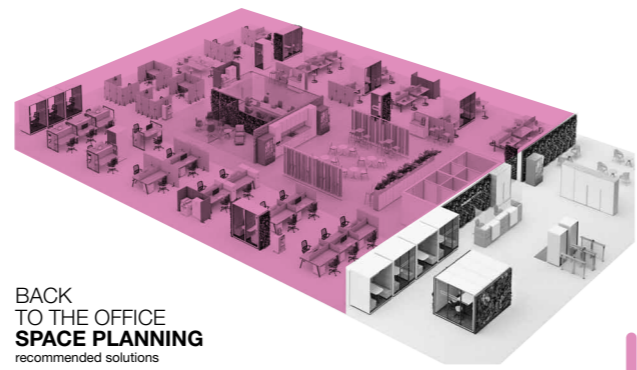 BACK
TO THE OFFICE
SPACE PLANNING
recommended solutions